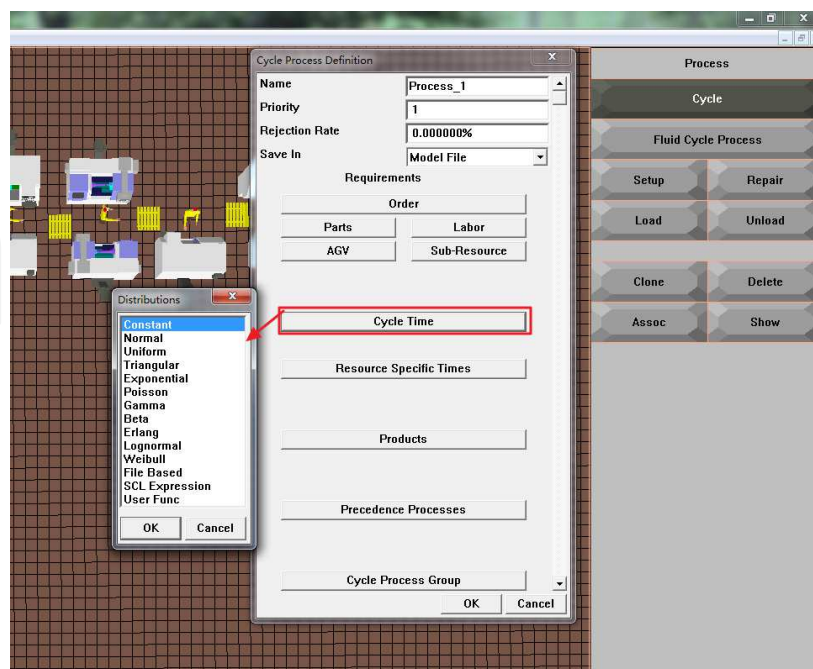 Cycle Process Definition
Name
Process_1
Priority
1
Rejection Rate
0.000000%
Save In
Model File
Requirements
Order
Parts
Labor
AGV
Sub-Resource
Cycle Time
Resource Specific Times
Products
Precedence Processes
Cycle Process Group
OK
Cancel
Distributions
Constant
Normal
Uniform
Triangular
Exponential
Poisson
Gamma
Beta
Erlang
Lognormal
Weibull
File Based
SCL Expression
User Func
OK
Cancel
Process
Cycle
Fluid Cycle Process
Setup
Repair
Load
Unload
Clone
Delete
Assoc
Show